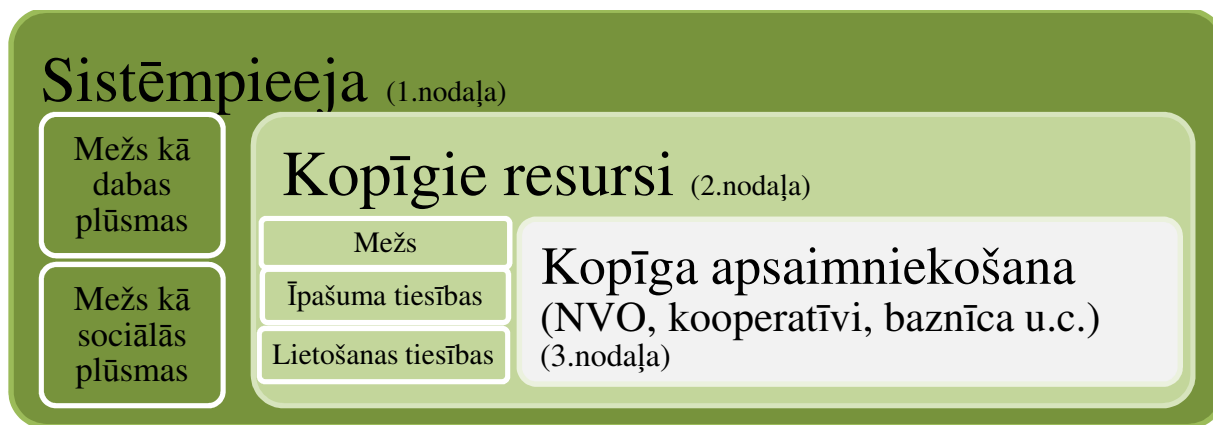 Sistēmpieeja (1.nodaļa)
Mežs kā
dabas
plūsmas
Mežs kā
sociālās
plūsmas
Kopīgie resursi (2.nodaļa)
Mežs
Īpašuma tiesības
Lietošanas tiesības
Kopīga apsaimniekošana
(NVO, kooperatīvi, baznīca u.c.)
(3.nodaļa)